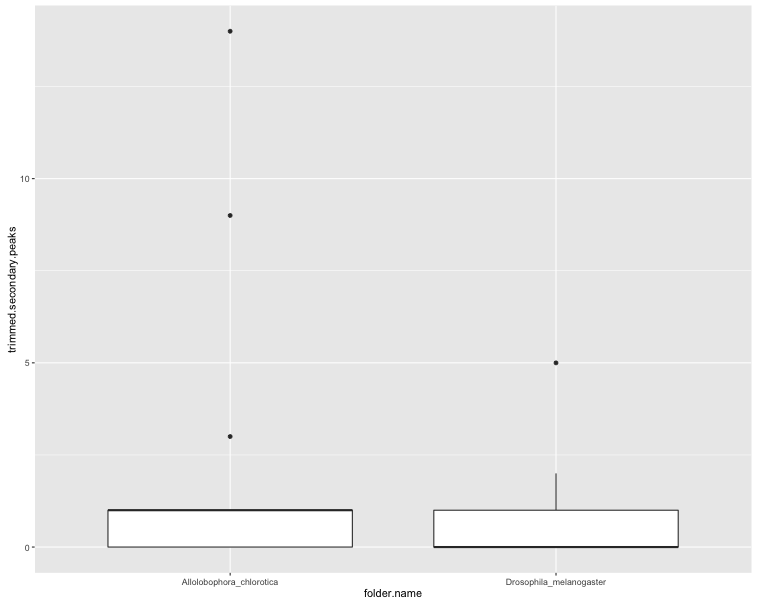 trimmed.secondary.peaks
10
5
0
Allolobophora_chlorotica
Drosophila_melanogaster
folder.name